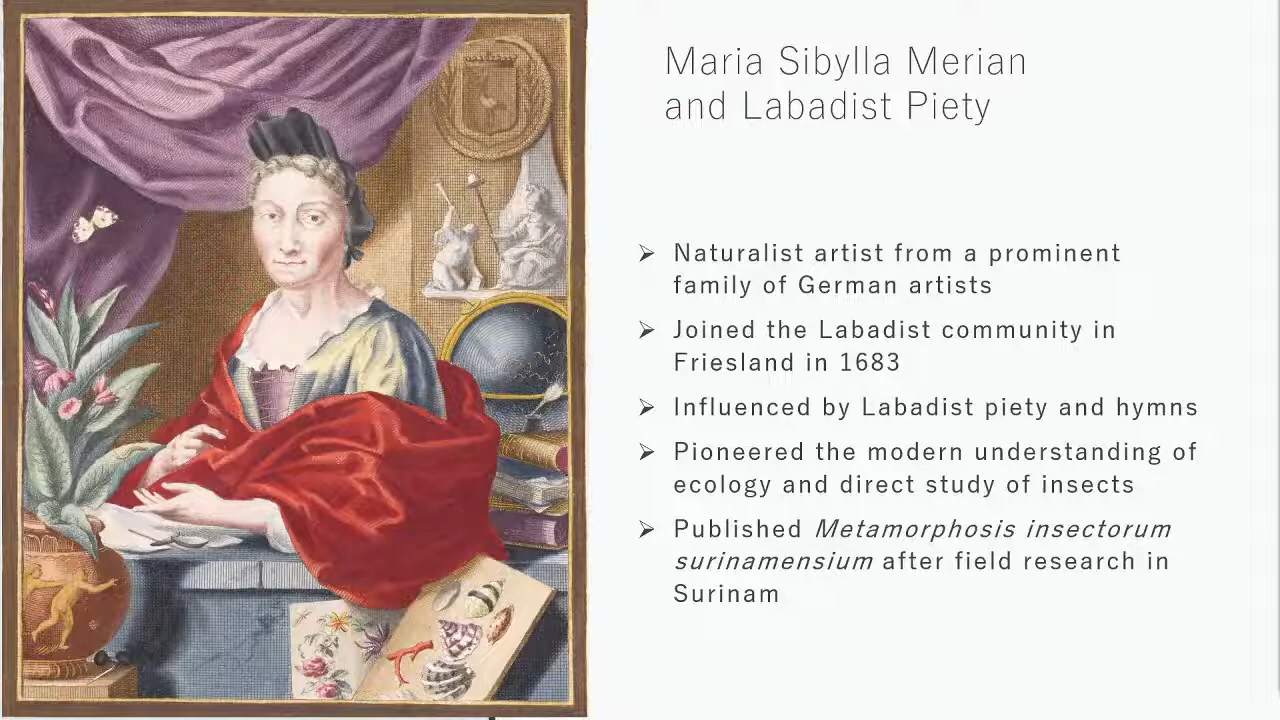 Maria Sibylla Merian
and Labadist Piety
➢ Naturalist artist from a prominent
family of German artists
➢ Joined the Labadist community in
Friesland in 1683
➢ Influenced by Labadist piety and hymns
➢ Pioneered the modern understanding of
ecology and direct study of insects
➢ Published Metamorphosis insectorum
surinamensium after field research in
Surinam